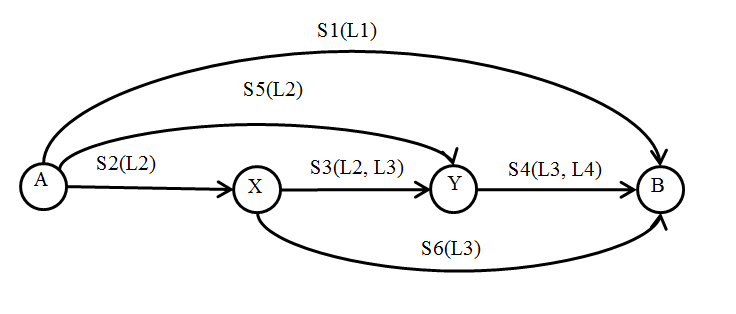 S1(L1)
S5(L2)
S2(L2)
S3(L2, L3)
S4(L3, L4)
A
X
Y
B
S6(L3)